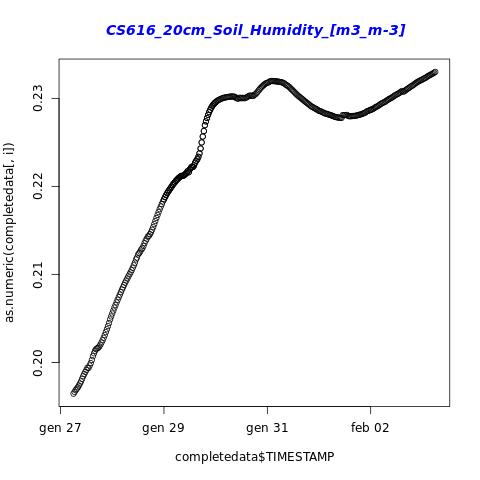 CS616_20cm_Soil_Humidity_[m3_m-3]
as.numeric(completedata[, i])
0.23
0.22
0.21
0.20
gen 27 gen 29 gen 31 feb 02
completedata$TIMESTAMP